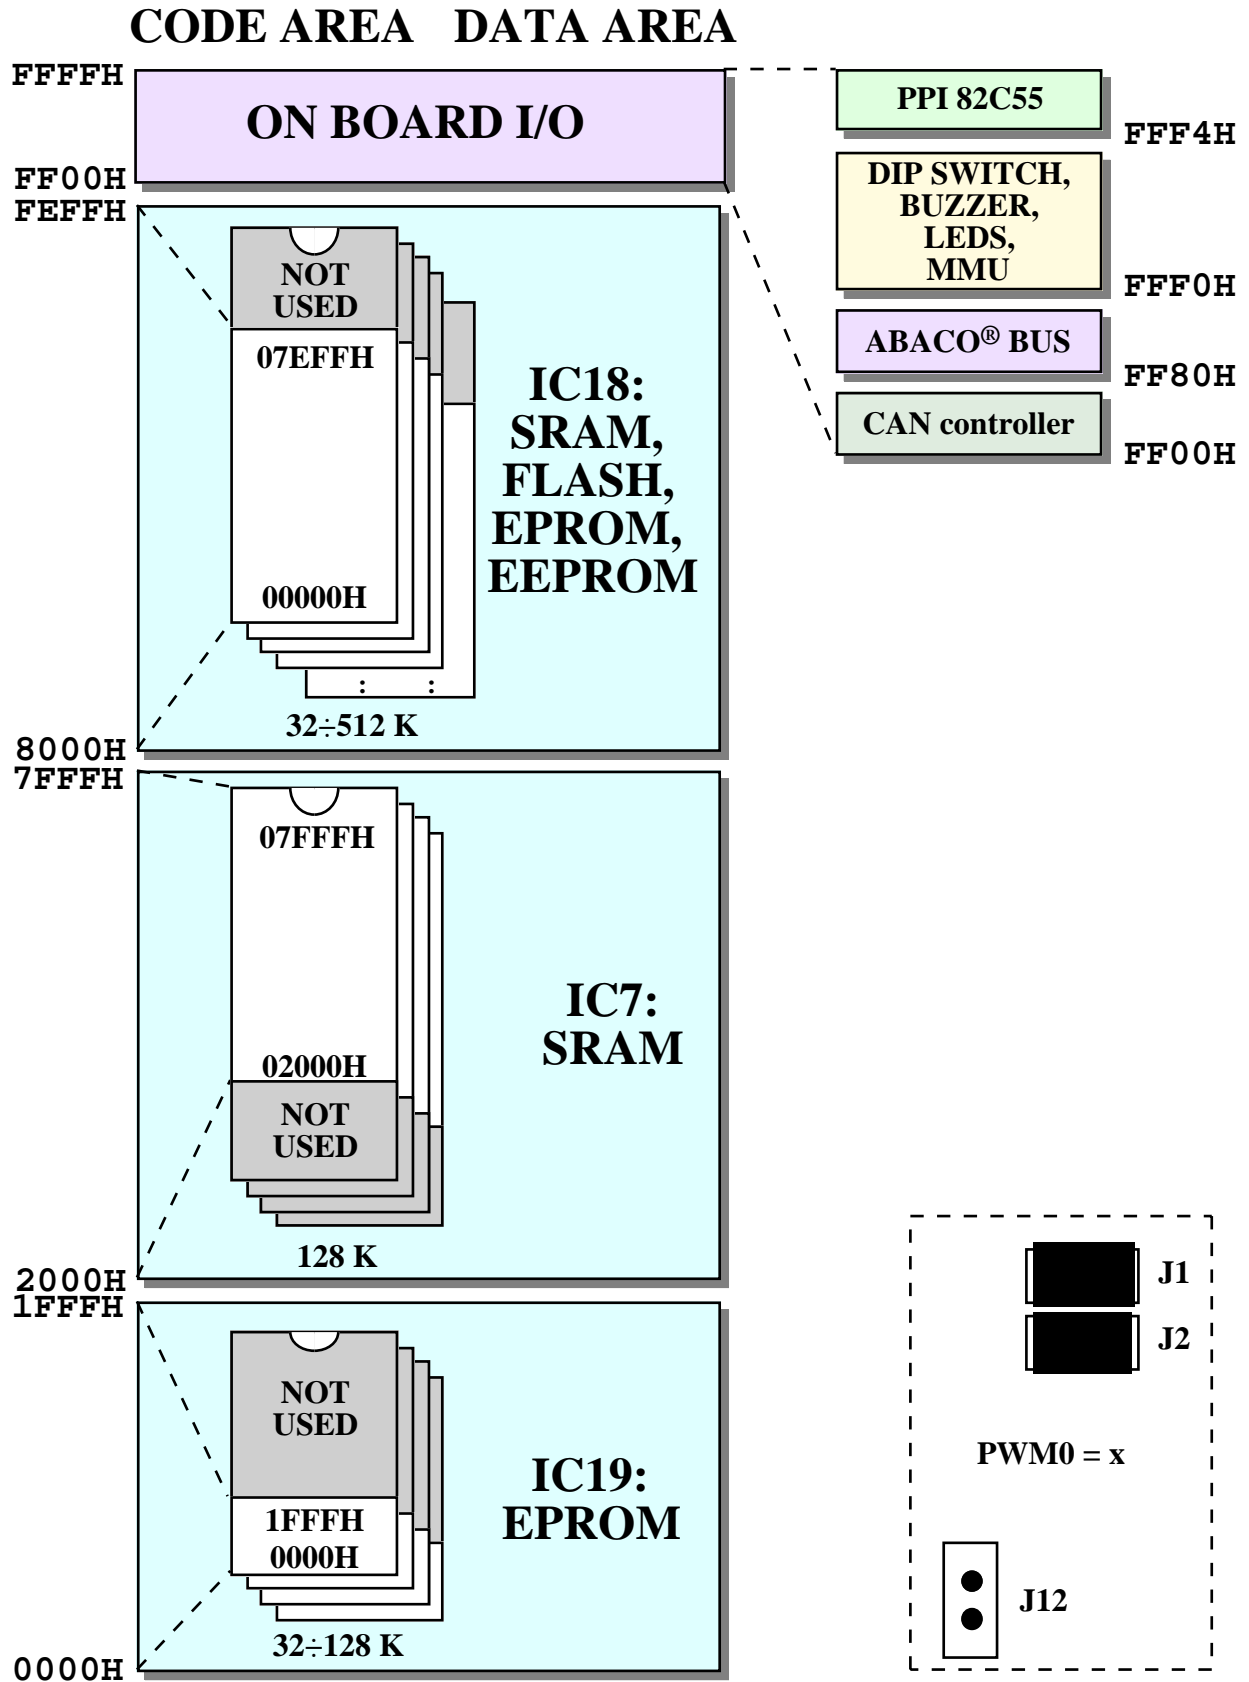 CODE AREA DATA AREA
FFFFH
ON BOARD I/O
FF00H
PPI 82C55
FFF4H
DIP SWITCH,
BUZZER,
LEDS,
MMU
FFF0H
ABACO® BUS
FF80H
CAN controller
FF00H
FEFFH
NOT
USED
07EFFH
00000H
: :
32÷512 K
IC18:
SRAM,
FLASH,
EPROM,
EEPROM
8000H
7FFFH
07FFFH
02000H
NOT
USED
128 K
IC7:
SRAM
2000H
1FFFH
NOT
USED
1FFFH
0000H
32÷128 K
IC19:
EPROM
0000H
J1
J2
PWM0 = x
J12